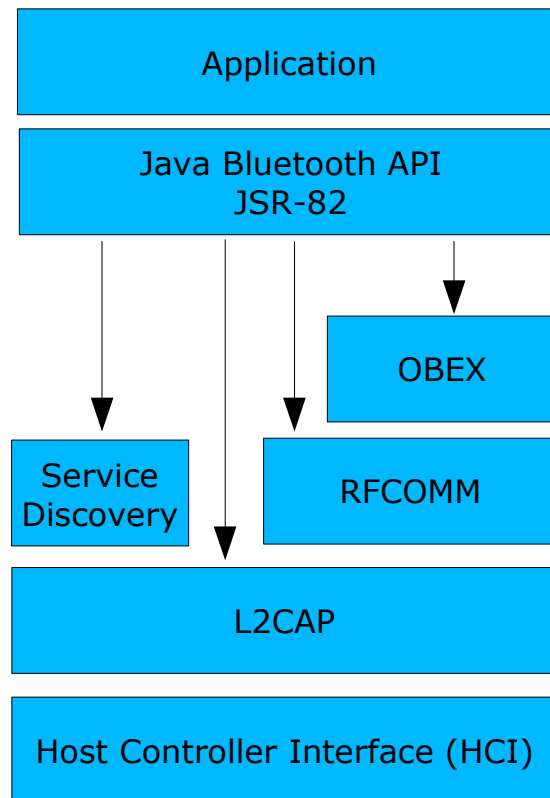 Application
Java Bluetooth API
JSR-82
OBEX
Service
Discovery
RFCOMM
L2CAP
Host Controller Interface (HCI)